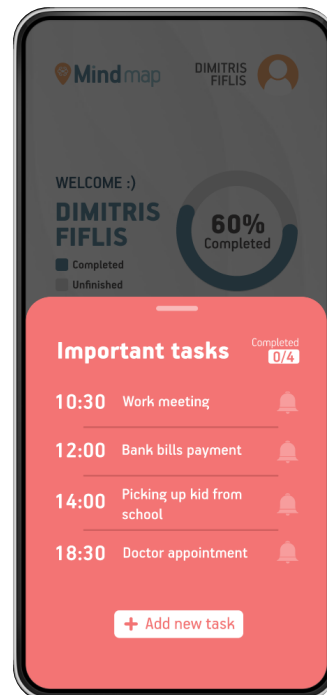 Mindmap
DIMITRIS
FIFLIS
WELCOME :)
DIMITRIS
FIFLIS
60%
Completed
Completed
Unfinished
Important tasks
Completed
0/4
10:30 Work meeting
12:00 Bank bills payment
14:00 Picking up kid from
school
18:30 Doctor appointment
+ Add new task